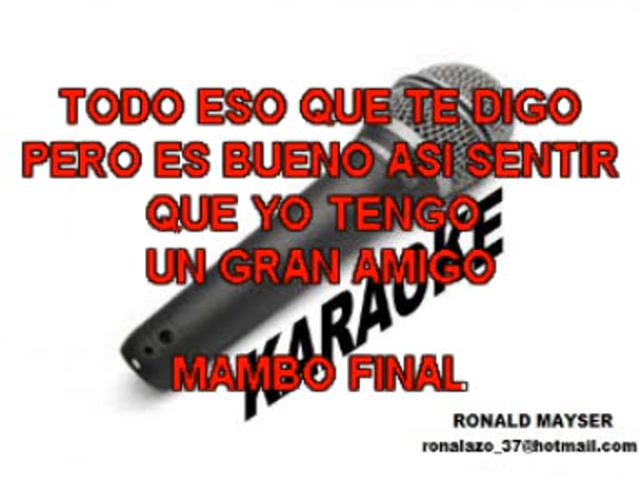 TODO ESO QUE TE DIGO
PERO ES BUENO ASI SENTIR
QUE YO TENGO
UN GRAN AMIGO
KARAOKE
MAMBO FINAL
RONALD MAYSER
ronalazo_37@hotmail.com